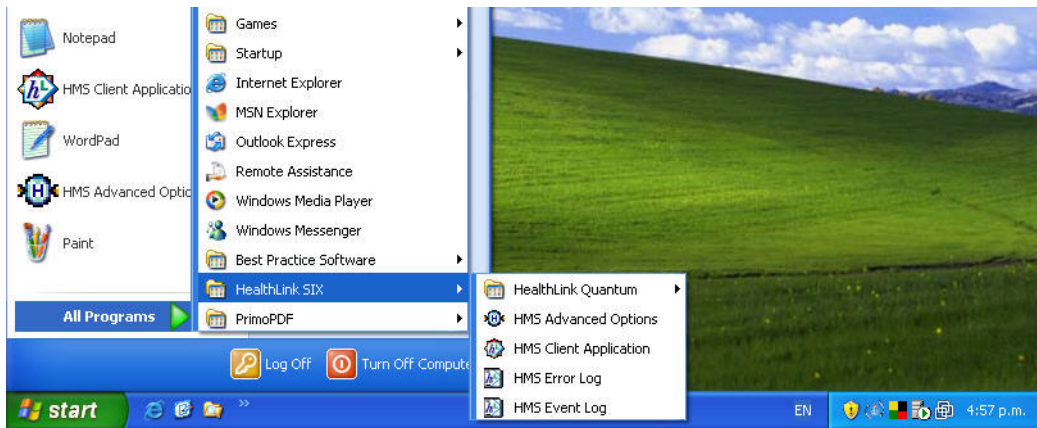 Notepad
HMS Client Applicatio
WordPad
HMS Advanced Optic
Paint
All Programs
Games
Startup
Internet Explorer
MSN Explorer
Outlook Express
Remote Assistance
Windows Media Player
Windows Messenger
Best Practice Software
HealthLink SIX
PrimoPDF
HealthLink Quantum
HMS Advanced Options
HMS Client Application
HMS Error Log
HMS Event Log
Log Off
Turn Off Compute
start
EN
4:57 p.m.